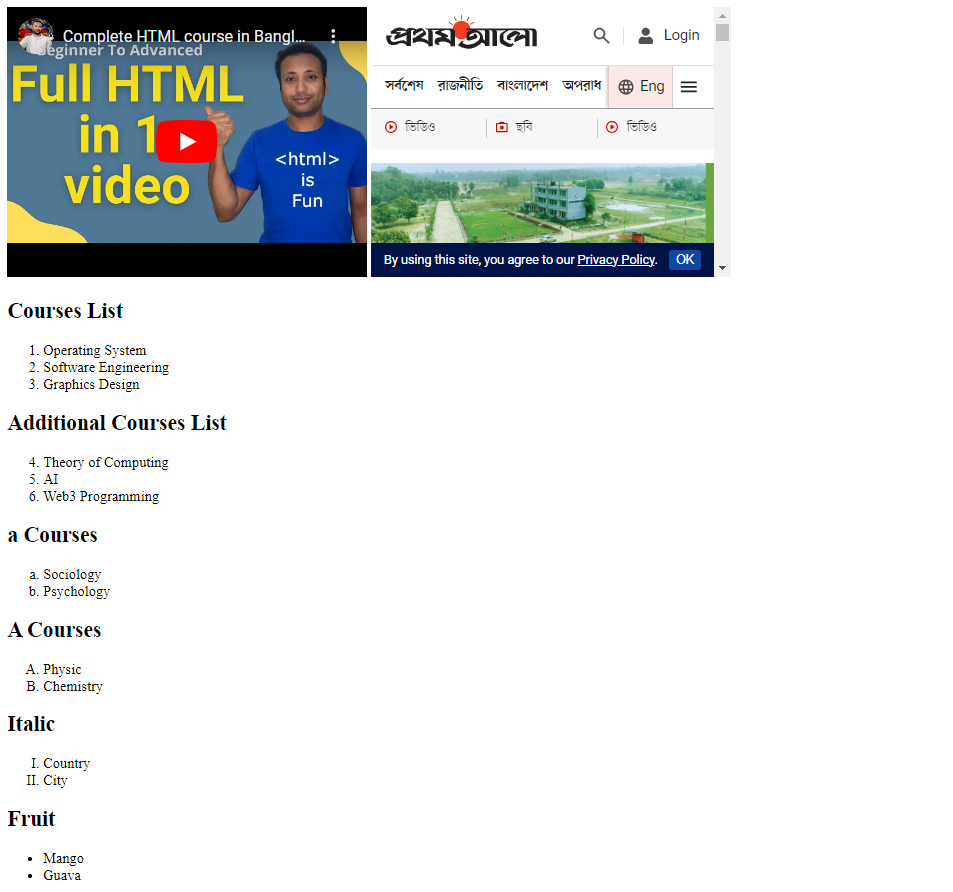 Complete HTML course in Bangl...
Beginner To Advanced
Full HTML
in 1
video
<html>
is
Fun
প্রথম আলো
Login
সর্বশেষ রাজনীতি বাংলাদেশ অপরাধ Eng
ভিডিও ছবি ভিডিও
By using this site, you agree to our Privacy Policy. OK
Courses List
1. Operating System
2. Software Engineering
3. Graphics Design
Additional Courses List
4. Theory of Computing
5. AI
6. Web3 Programming
a Courses
a. Sociology
b. Psychology
A Courses
A. Physic
B. Chemistry
Italic
I. Country
II. City
Fruit
• Mango
• Guava